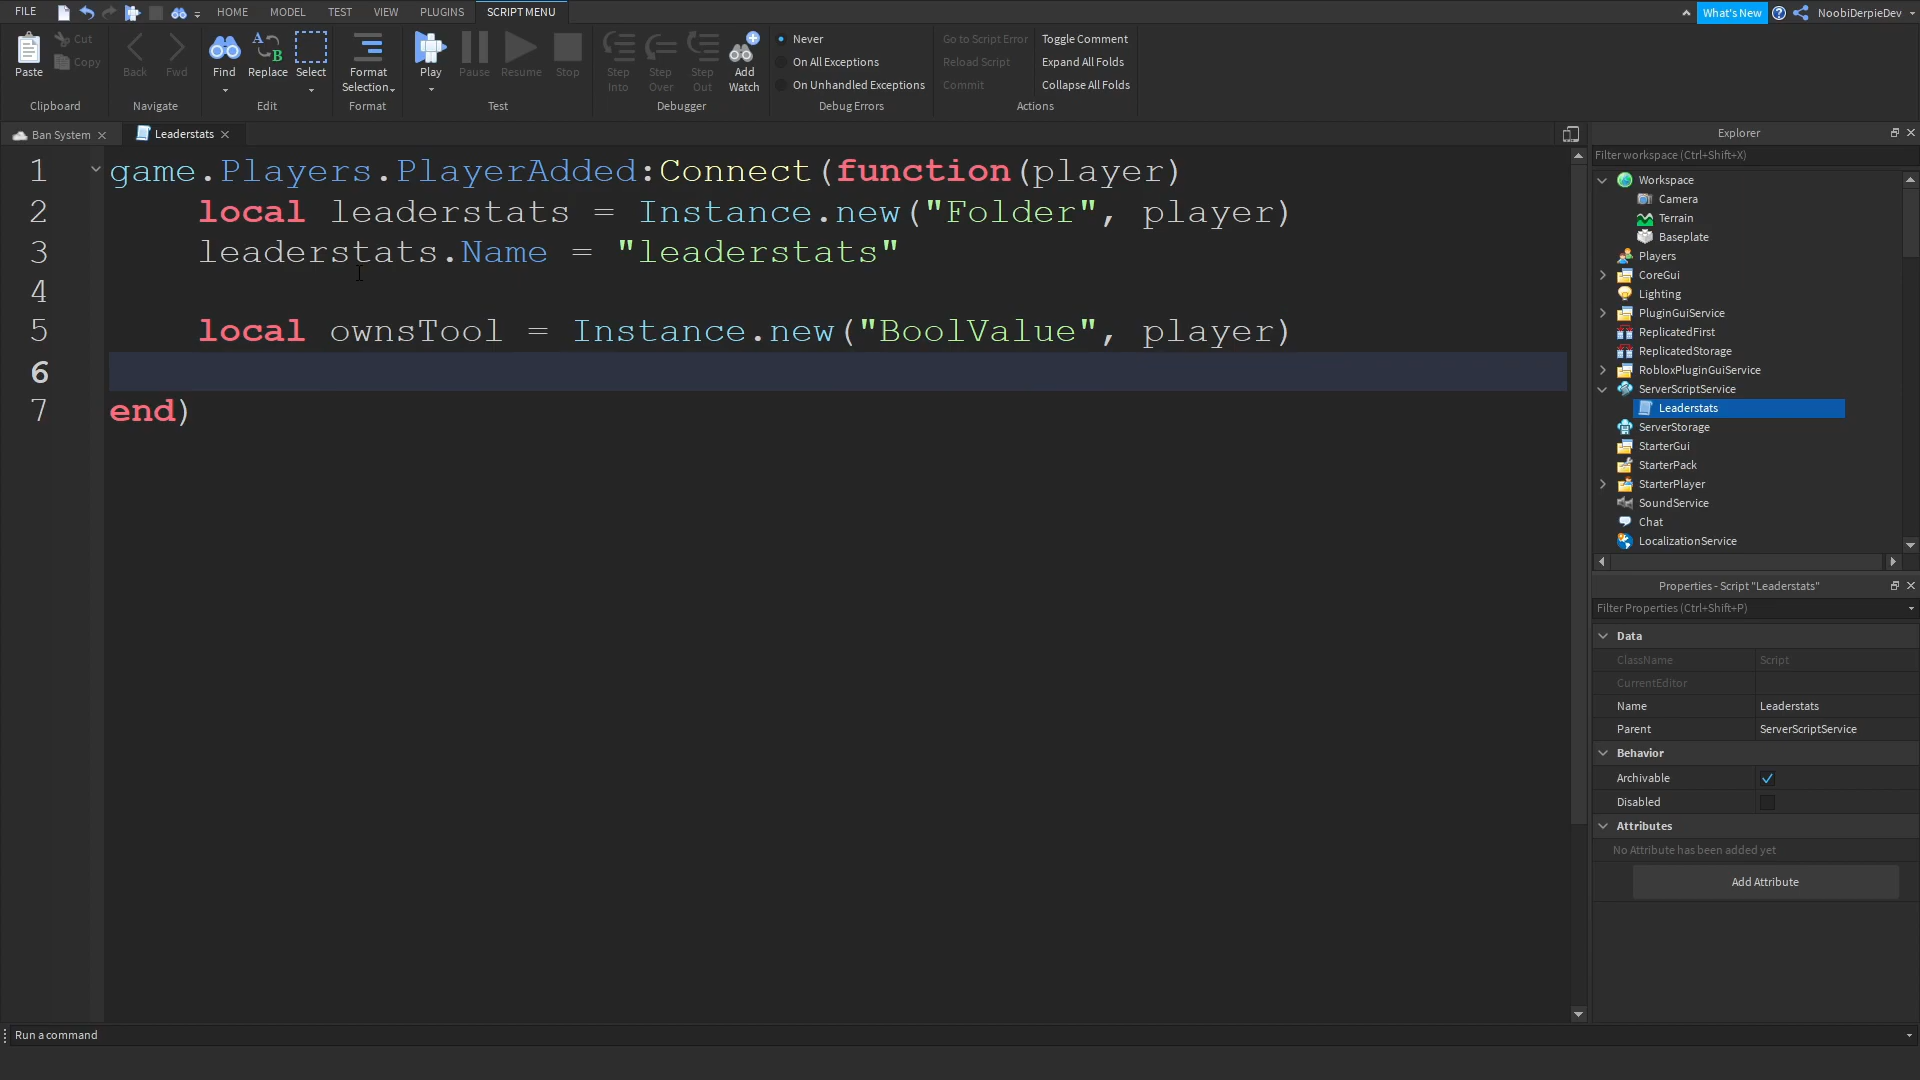 FILE HOME MODEL TEST VIEW PLUGINS SCRIPT MENU What's New NoobiDerpieDev
Paste Cut Copy
Clipboard
Back Fwd
Navigate
Find Replace Select
Edit
Format Selection
Format
Play Pause Resume Stop
Test
Step Into Step Over Step Out Add Watch
Debugger
Never
On All Exceptions
On Unhandled Exceptions
Debug Errors
Go to Script Error Toggle Comment
Reload Script Expand All Folds
Commit Collapse All Folds
Actions
Ban System Leaderstats
1 game.Players.PlayerAdded:Connect(function(player)
2 local leaderstats = Instance.new("Folder", player)
3 leaderstats.Name = "leaderstats"
4
5 local ownsTool = Instance.new("BoolValue", player)
6
7 end)
Explorer
Filter workspace (Ctrl+Shift+X)
Workspace
Camera
Terrain
Baseplate
Players
CoreGui
Lighting
PluginGuiService
ReplicatedFirst
ReplicatedStorage
RobloxPluginGuiService
ServerScriptService
Leaderstats
ServerStorage
StarterGui
StarterPack
StarterPlayer
SoundService
Chat
LocalizationService
Properties - Script "Leaderstats"
Filter Properties (Ctrl+Shift+P)
Data
ClassName Script
CurrentEditor
Name Leaderstats
Parent ServerScriptService
Behavior
Archivable
Disabled
Attributes
No Attribute has been added yet
Add Attribute
Run a command